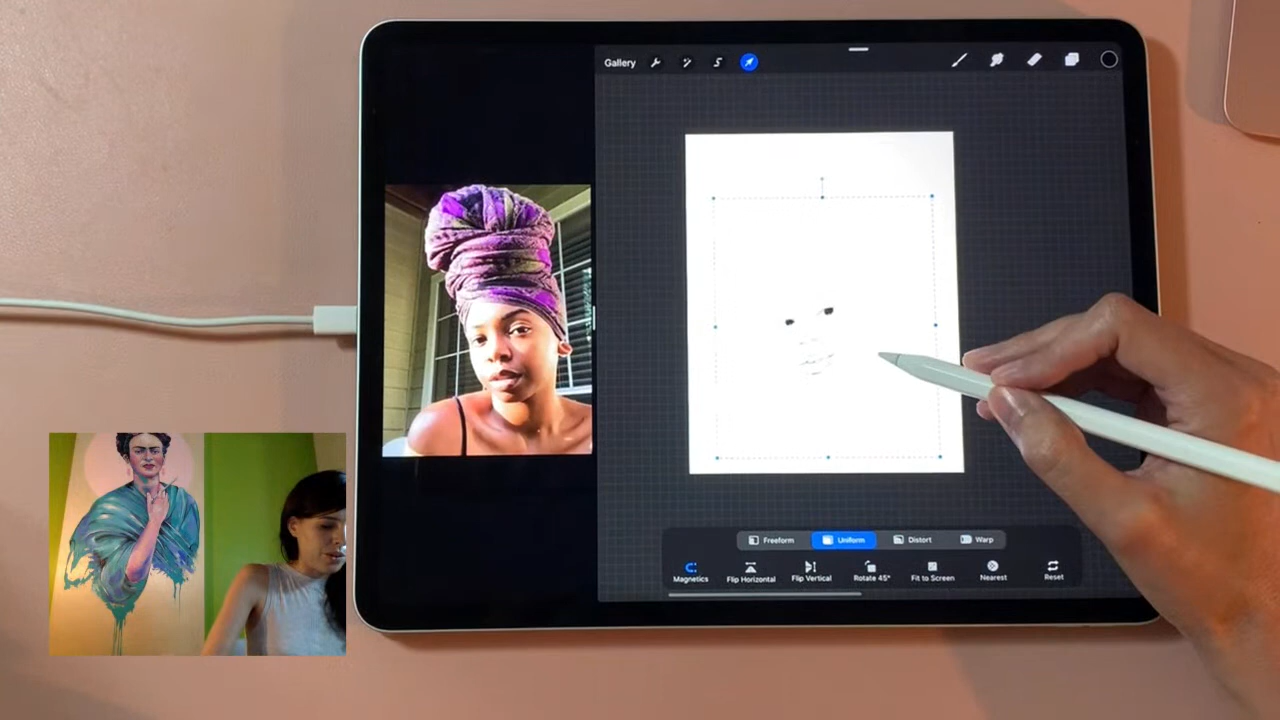 Gallery
Freeform
Uniform
Distort
Warp
Magnetics
Flip Horizontal
Flip Vertical
Rotate 45°
Fit to Screen
Nearest
Reset